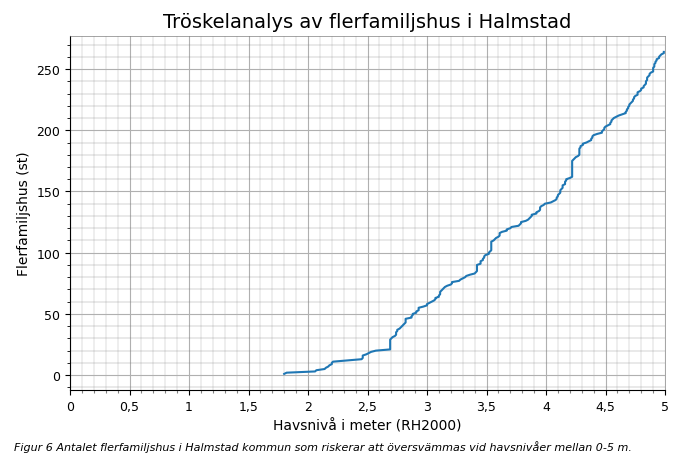 Tröskelanalys av flerfamiljshus i Halmstad
Flerfamiljshus (st)
250
200
150
100
50
0
0 0,5 1 1,5 2 2,5 3 3,5 4 4,5 5
Havsnivå i meter (RH2000)
Figur 6 Antalet flerfamiljshus i Halmstad kommun som riskerar att översvämmas vid havsnivåer mellan 0-5 m.